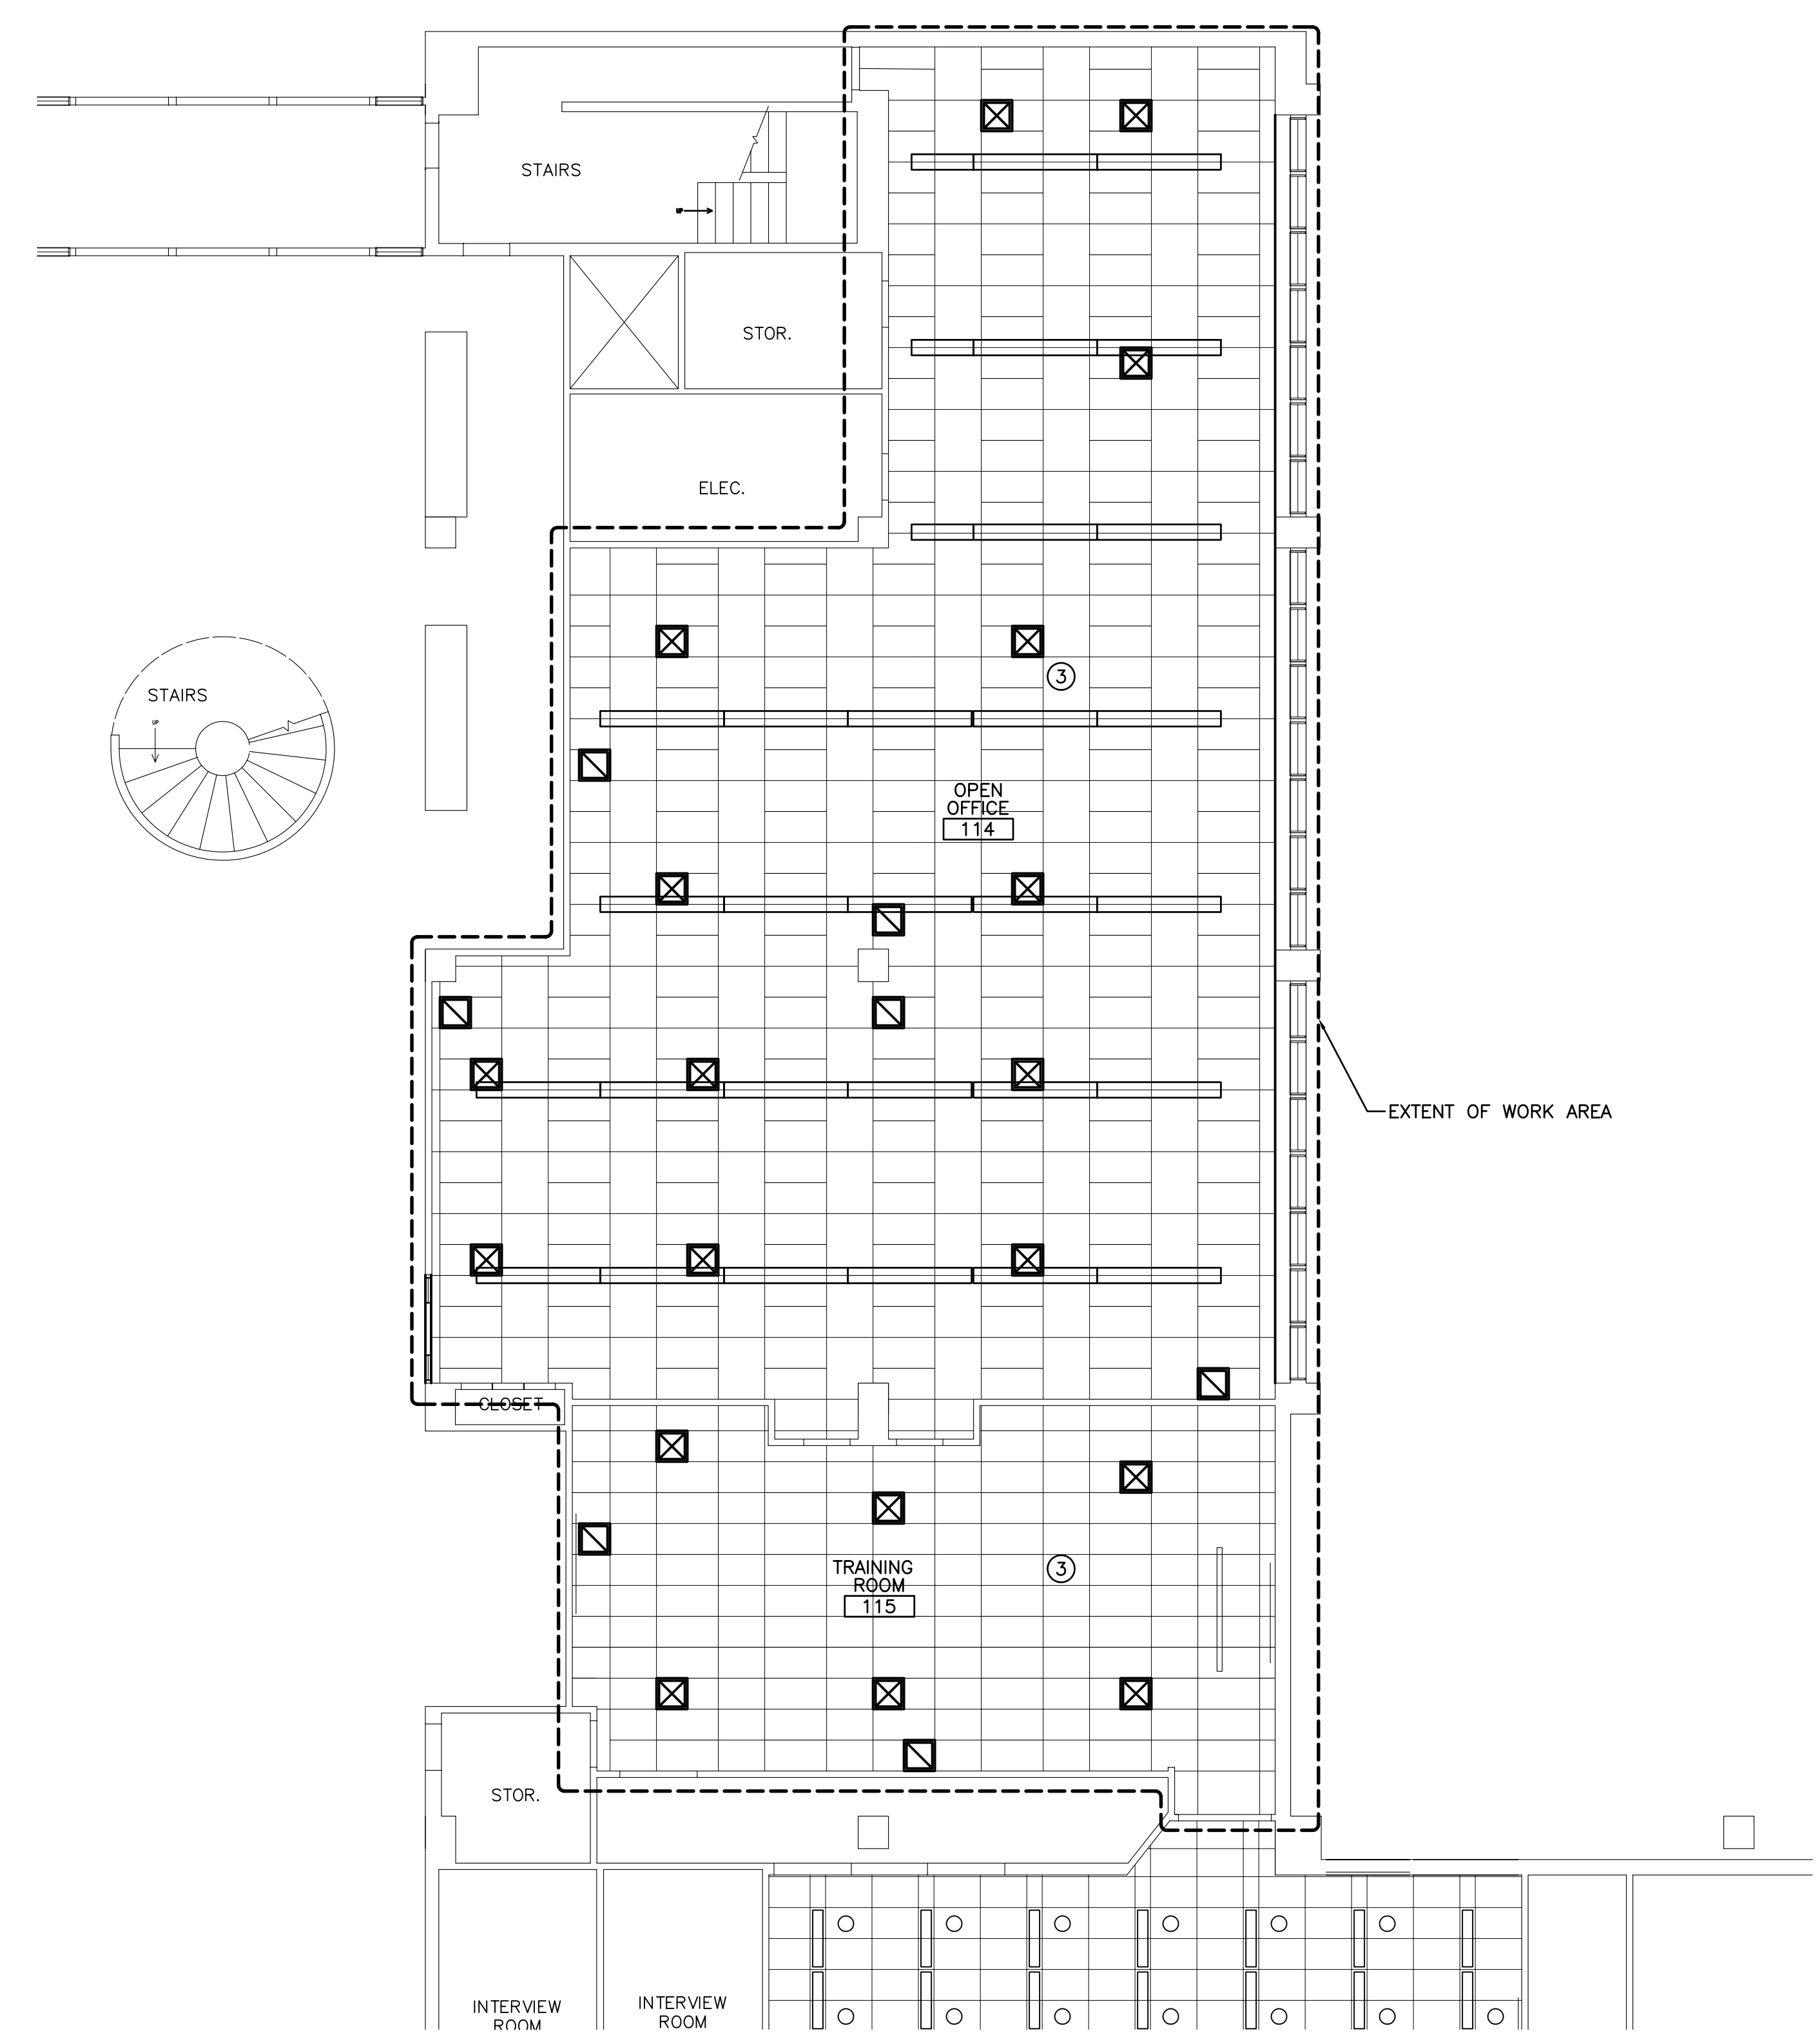 STAIRS
UP
STOR.
ELEC.
STAIRS
UP
3
OPEN
OFFICE
114
EXTENT OF WORK AREA
CLOSET
TRAINING
ROOM
115
3
STOR.
INTERVIEW
ROOM
INTERVIEW
ROOM